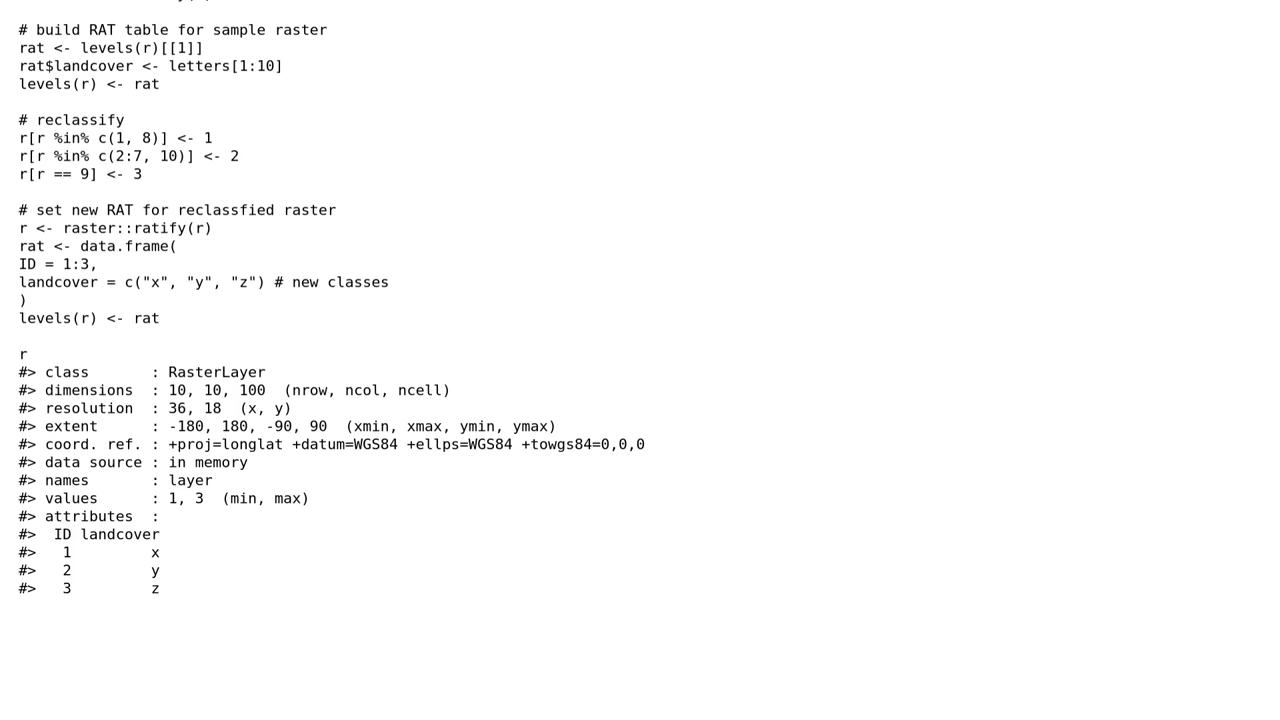 # build RAT table for sample raster
rat <- levels(r)[[1]]
rat$landcover <- letters[1:10]
levels(r) <- rat

# reclassify
r[r %in% c(1, 8)] <- 1
r[r %in% c(2:7, 10)] <- 2
r[r == 9] <- 3

# set new RAT for reclassfied raster
r <- raster::ratify(r)
rat <- data.frame(
ID = 1:3,
landcover = c("x", "y", "z") # new classes
)
levels(r) <- rat

r
#> class       : RasterLayer
#> dimensions  : 10, 10, 100  (nrow, ncol, ncell)
#> resolution  : 36, 18  (x, y)
#> extent      : -180, 180, -90, 90  (xmin, xmax, ymin, ymax)
#> coord. ref. : +proj=longlat +datum=WGS84 +ellps=WGS84 +towgs84=0,0,0
#> data source : in memory
#> names       : layer
#> values      : 1, 3  (min, max)
#> attributes  :
#>  ID landcover
#>   1         x
#>   2         y
#>   3         z